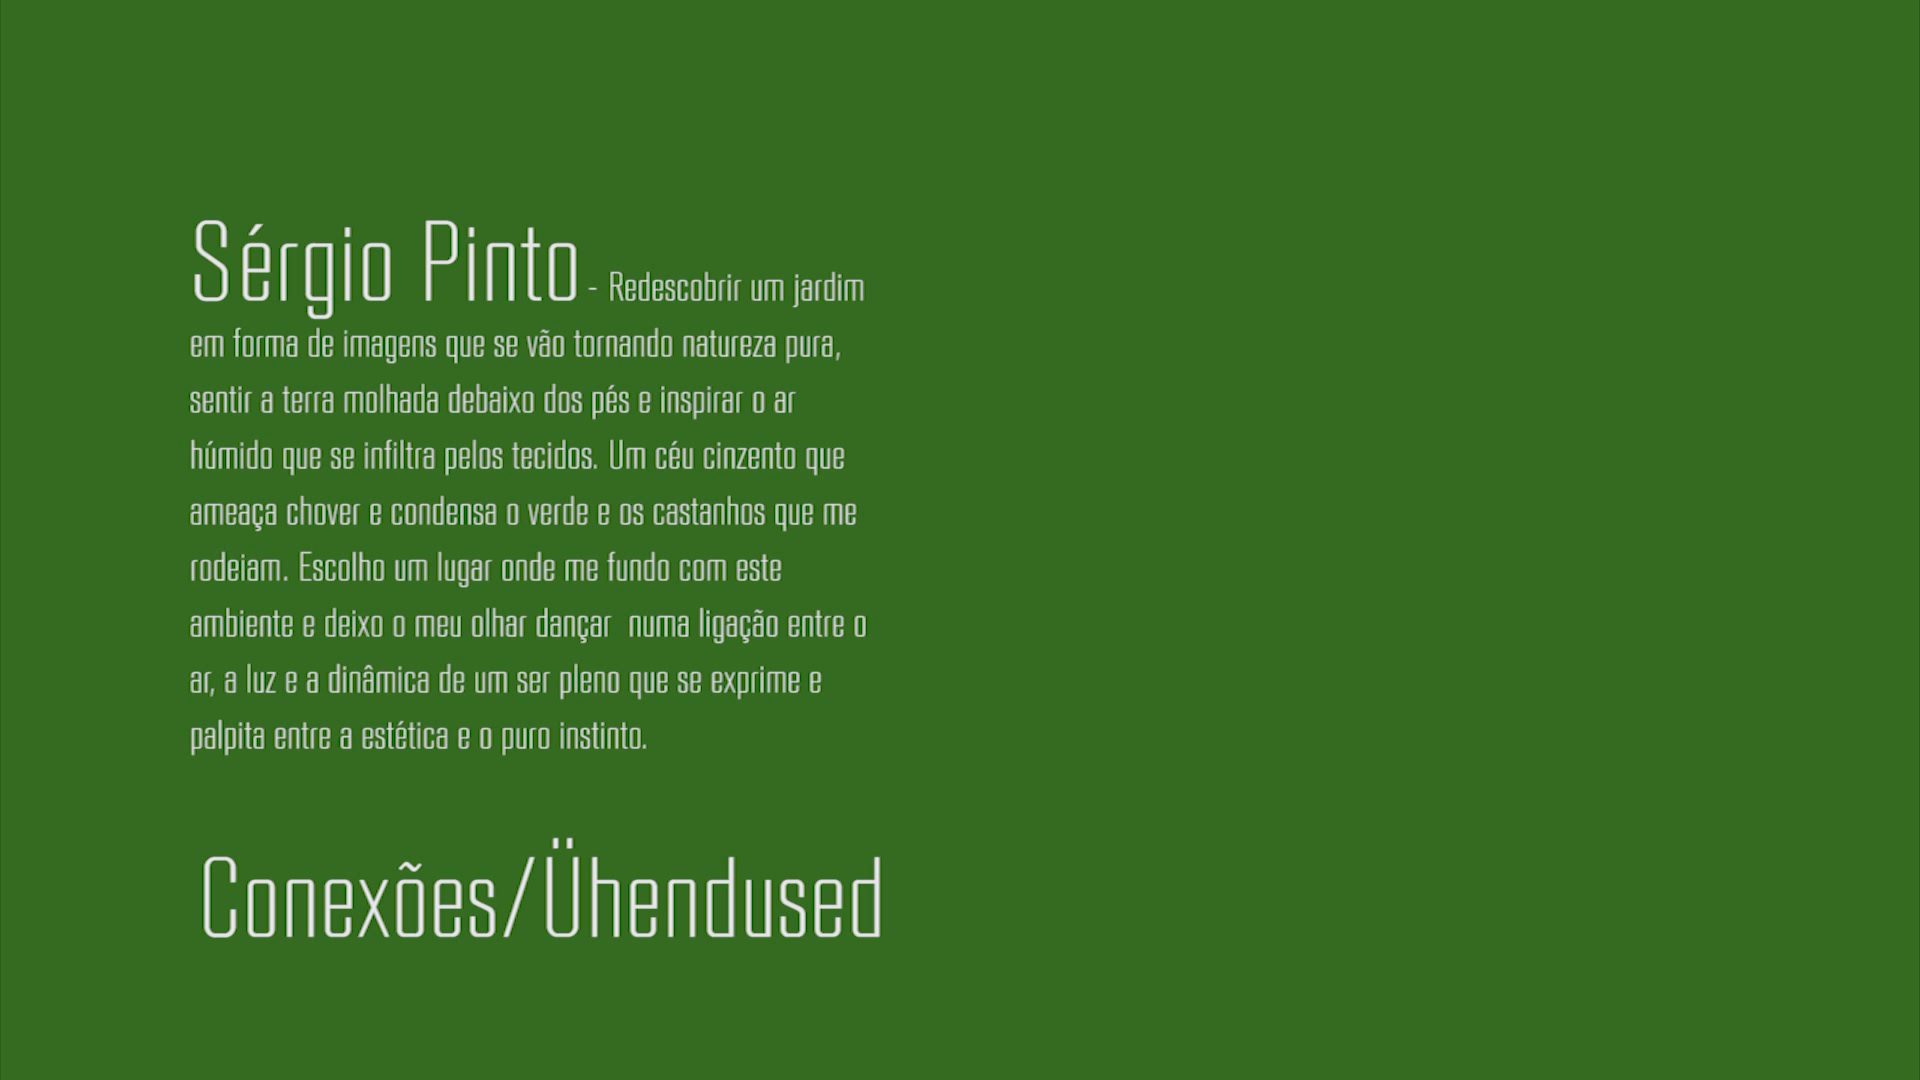 Sérgio Pinto - Redescobrir um jardim
em forma de imagens que se vão tornando natureza pura,
sentir a terra molhada debaixo dos pés e inspirar o ar
húmido que se infiltra pelos tecidos. Um céu cinzento que
ameaça chover e condensa o verde e os castanhos que me
rodeiam. Escolho um lugar onde me fundo com este
ambiente e deixo o meu olhar dançar  numa ligação entre o
ar, a luz e a dinâmica de um ser pleno que se exprime e
palpita entre a estética e o puro instinto.
Conexões/Ühendused